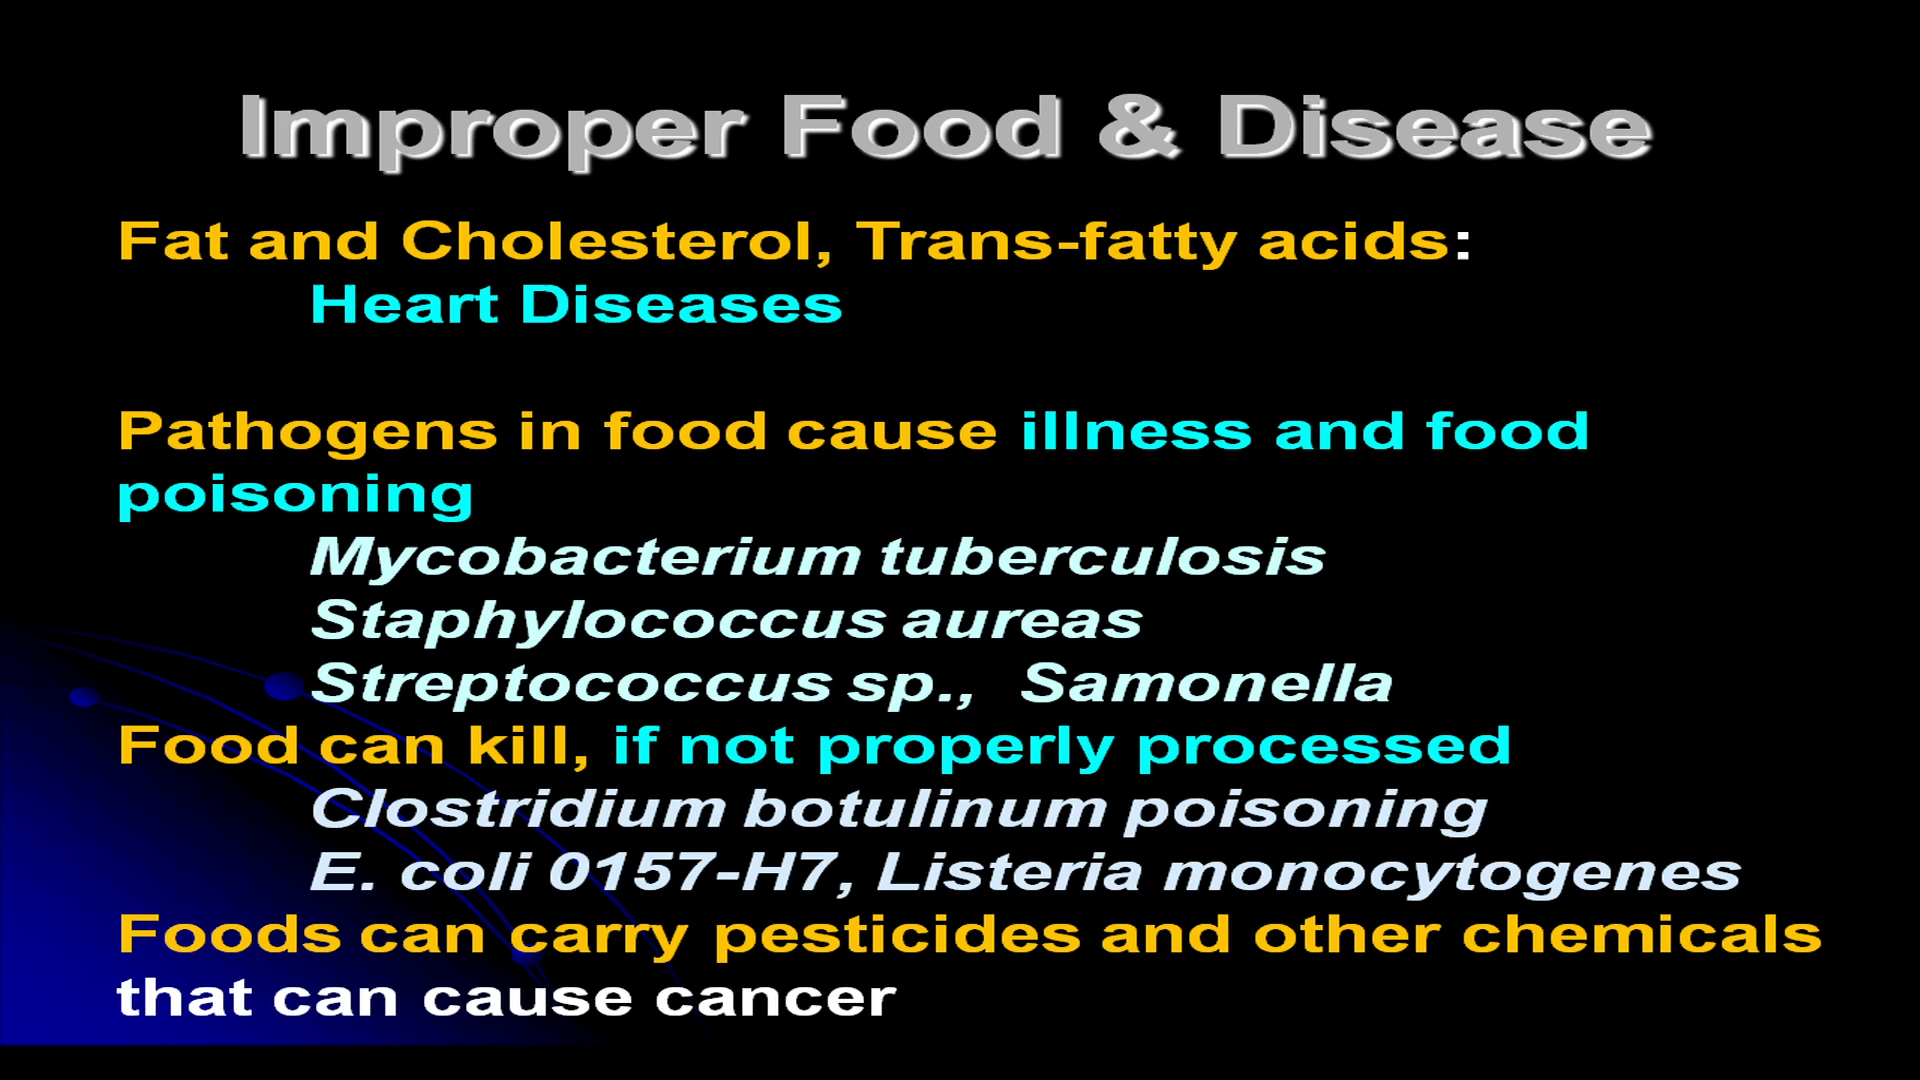 Improper Food & Disease
Fat and Cholesterol, Trans-fatty acids:
Heart Diseases
Pathogens in food cause illness and food
poisoning
Mycobacterium tuberculosis
Staphylococcus aureas
Streptococcus sp., Samonella
Food can kill, if not properly processed
Clostridium botulinum poisoning
E. coli 0157-H7, Listeria monocytogenes
Foods can carry pesticides and other chemicals
that can cause cancer